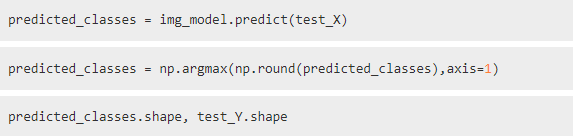 predicted_classes = img_model.predict(test_X)
predicted_classes = np.argmax(np.round(predicted_classes),axis=1)
predicted_classes.shape, test_Y.shape